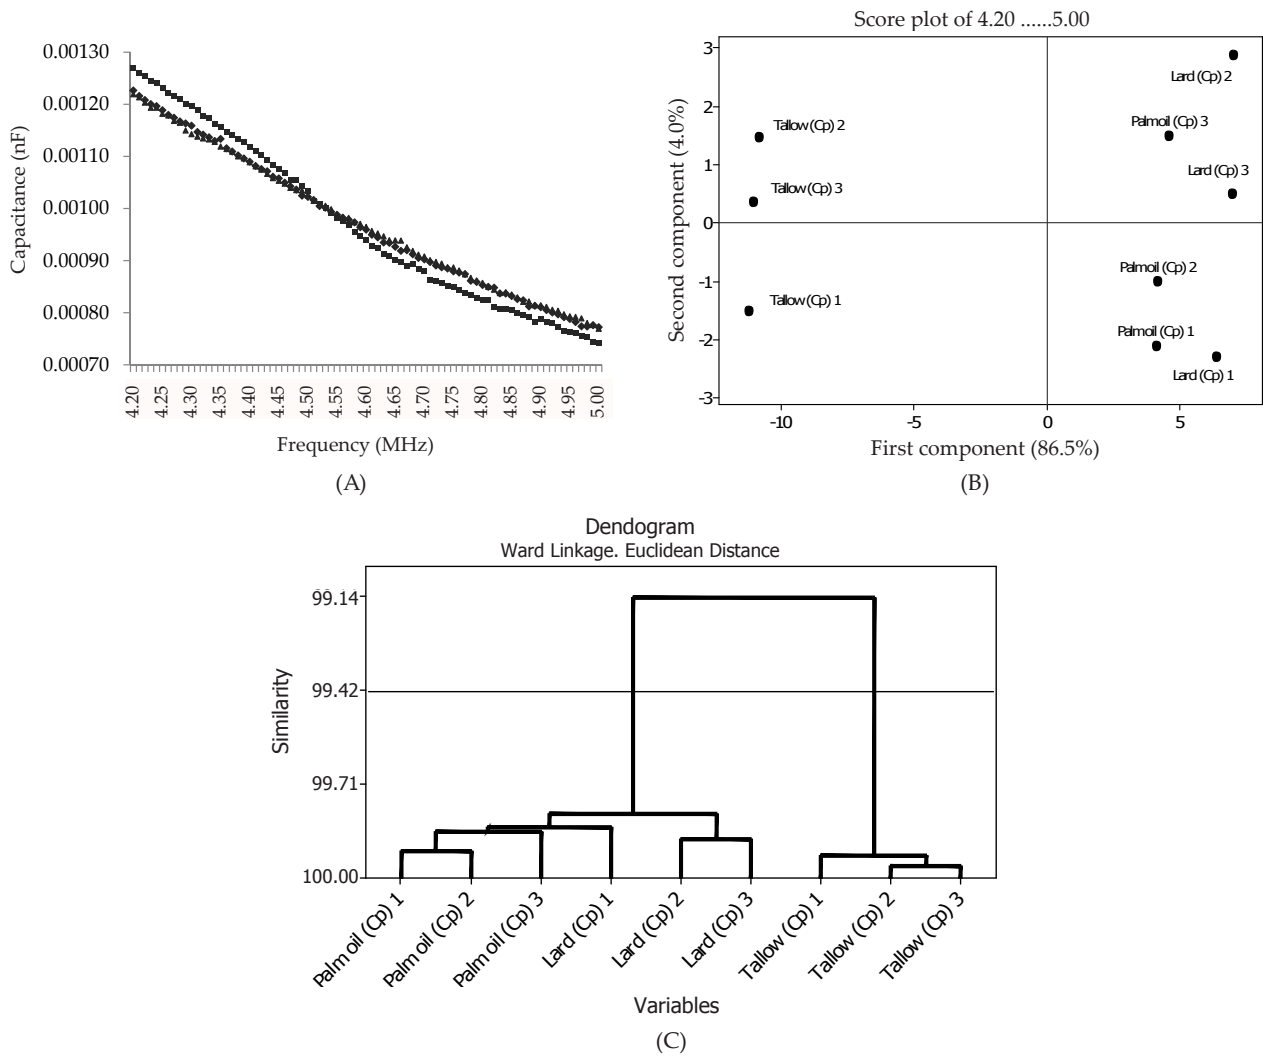 0.00130
0.00120
0.00110
0.00100
0.00090
0.00080
0.00070
Capacitance (nF)
4.20
4.25
4.30
4.35
4.40
4.45
4.50
4.55
4.60
4.65
4.70
4.75
4.80
4.85
4.90
4.95
5.00
Frequency (MHz)
(A)
Score plot of 4.20 ......5.00
3
2
1
0
-1
-2
-3
Second component (4.0%)
Lard (Cp) 2
Tallow (Cp) 2
Palmoil (Cp) 3
Lard (Cp) 3
Tallow (Cp) 3
Palmoil (Cp) 2
Tallow (Cp) 1
Palmoil (Cp) 1
Lard (Cp) 1
-10
-5
0
5
First component (86.5%)
(B)
Dendogram
Ward Linkage. Euclidean Distance
99.14
99.42
99.71
100.00
Similarity
Palm oil (Cp) 1
Palm oil (Cp) 2
Palm oil (Cp) 3
Lard (Cp) 1
Lard (Cp) 2
Lard (Cp) 3
Tallow (Cp) 1
Tallow (Cp) 2
Tallow (Cp) 3
Variables
(C)